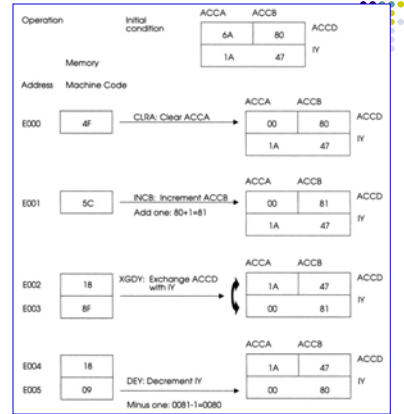 Operation
Initial condition
ACCA ACCB
6A 80 ACCD
1A 47 IY
Memory
Address Machine Code
ACCA ACCB
E000 4F CLRA: Clear ACCA 00 80 ACCD
1A 47 IY
ACCA ACCB
E001 5C INCB: Increment ACCB 00 81 ACCD
Add one: 80+1=81 1A 47 IY
ACCA ACCB
E002 18 XGDY: Exchange ACCD with IY 1A 47 ACCD
E003 8F 00 81 IY
ACCA ACCB
E004 18 1A 47 ACCD
E005 09 DEY: Decrement IY 00 80 IY
Minus one: 0081-1=0080